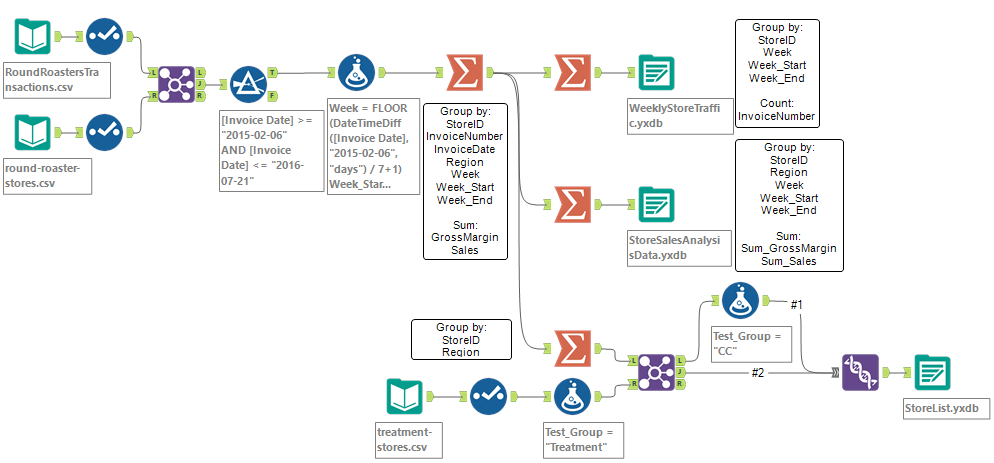 RoundRoastersTra
nsactions.csv
round-roaster-
stores.csv
L
R
L
J
R
T
F
[Invoice Date] >=
"2015-02-06"
AND [Invoice
Date] <= "2016-
07-21"
Week = FLOOR
(DateTimeDiff
([Invoice Date],
"2015-02-06",
"days") / 7+1)
Week_Star...
Group by:
StoreID
InvoiceNumber
InvoiceDate
Region
Week
Week_Start
Week_End
Sum:
GrossMargin
Sales
WeeklyStoreTraffi
c.yxdb
Group by:
StoreID
Week
Week_Start
Week_End
Count:
InvoiceNumber
StoreSalesAnalysi
sData.yxdb
Group by:
StoreID
Region
Week
Week_Start
Week_End
Sum:
Sum_GrossMargin
Sum_Sales
Group by:
StoreID
Region
treatment-
stores.csv
Test_Group =
"Treatment"
L
R
L
J
R
Test_Group =
"CC"
#1
#2
StoreList.yxdb